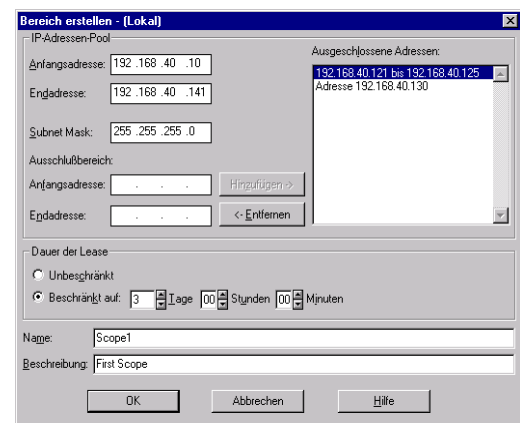 Bereich erstellen - (Lokal)
IP-Adressen-Pool
Anfangsadresse: 192 .168 .40 .10
Endadresse: 192 .168 .40 .141
Subnet Mask: 255 .255 .255 .0
Ausschlußbereich:
Anfangsadresse: . . . Hinzufügen->
Endadresse: . . . <- Entfernen
Ausgeschlossene Adressen:
192.168.40.121 bis 192.168.40.125
Adresse 192.168.40.130
Dauer der Lease
Unbeschränkt
Beschränkt auf: 3 Tage 00 Stunden 00 Minuten
Name: Scope1
Beschreibung: First Scope
OK Abbrechen Hilfe